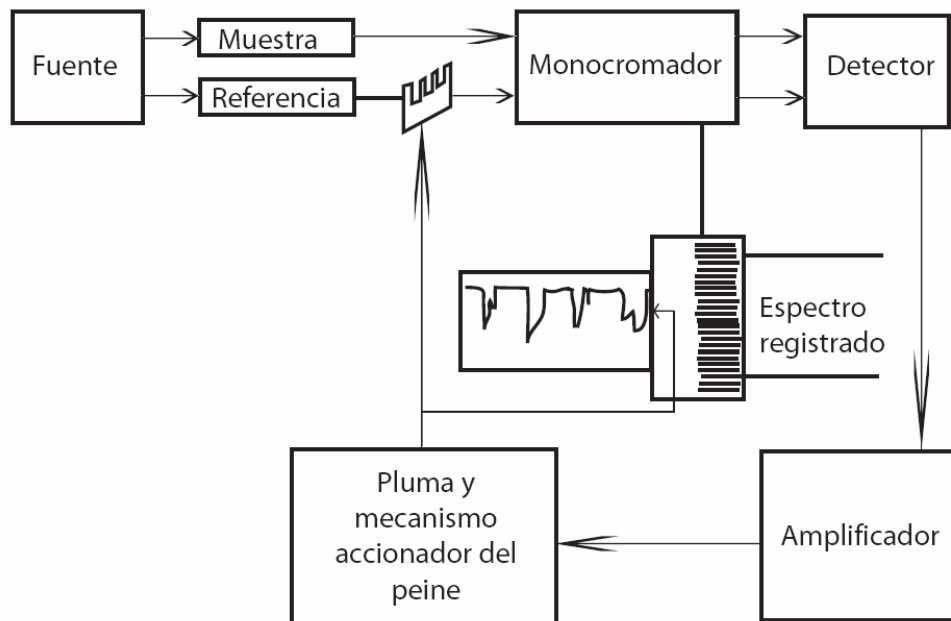 Fuente
Muestra
Referencia
Monocromador
Detector
Espectro
registrado
Pluma y
mecanismo
accionador del
peine
Amplificador